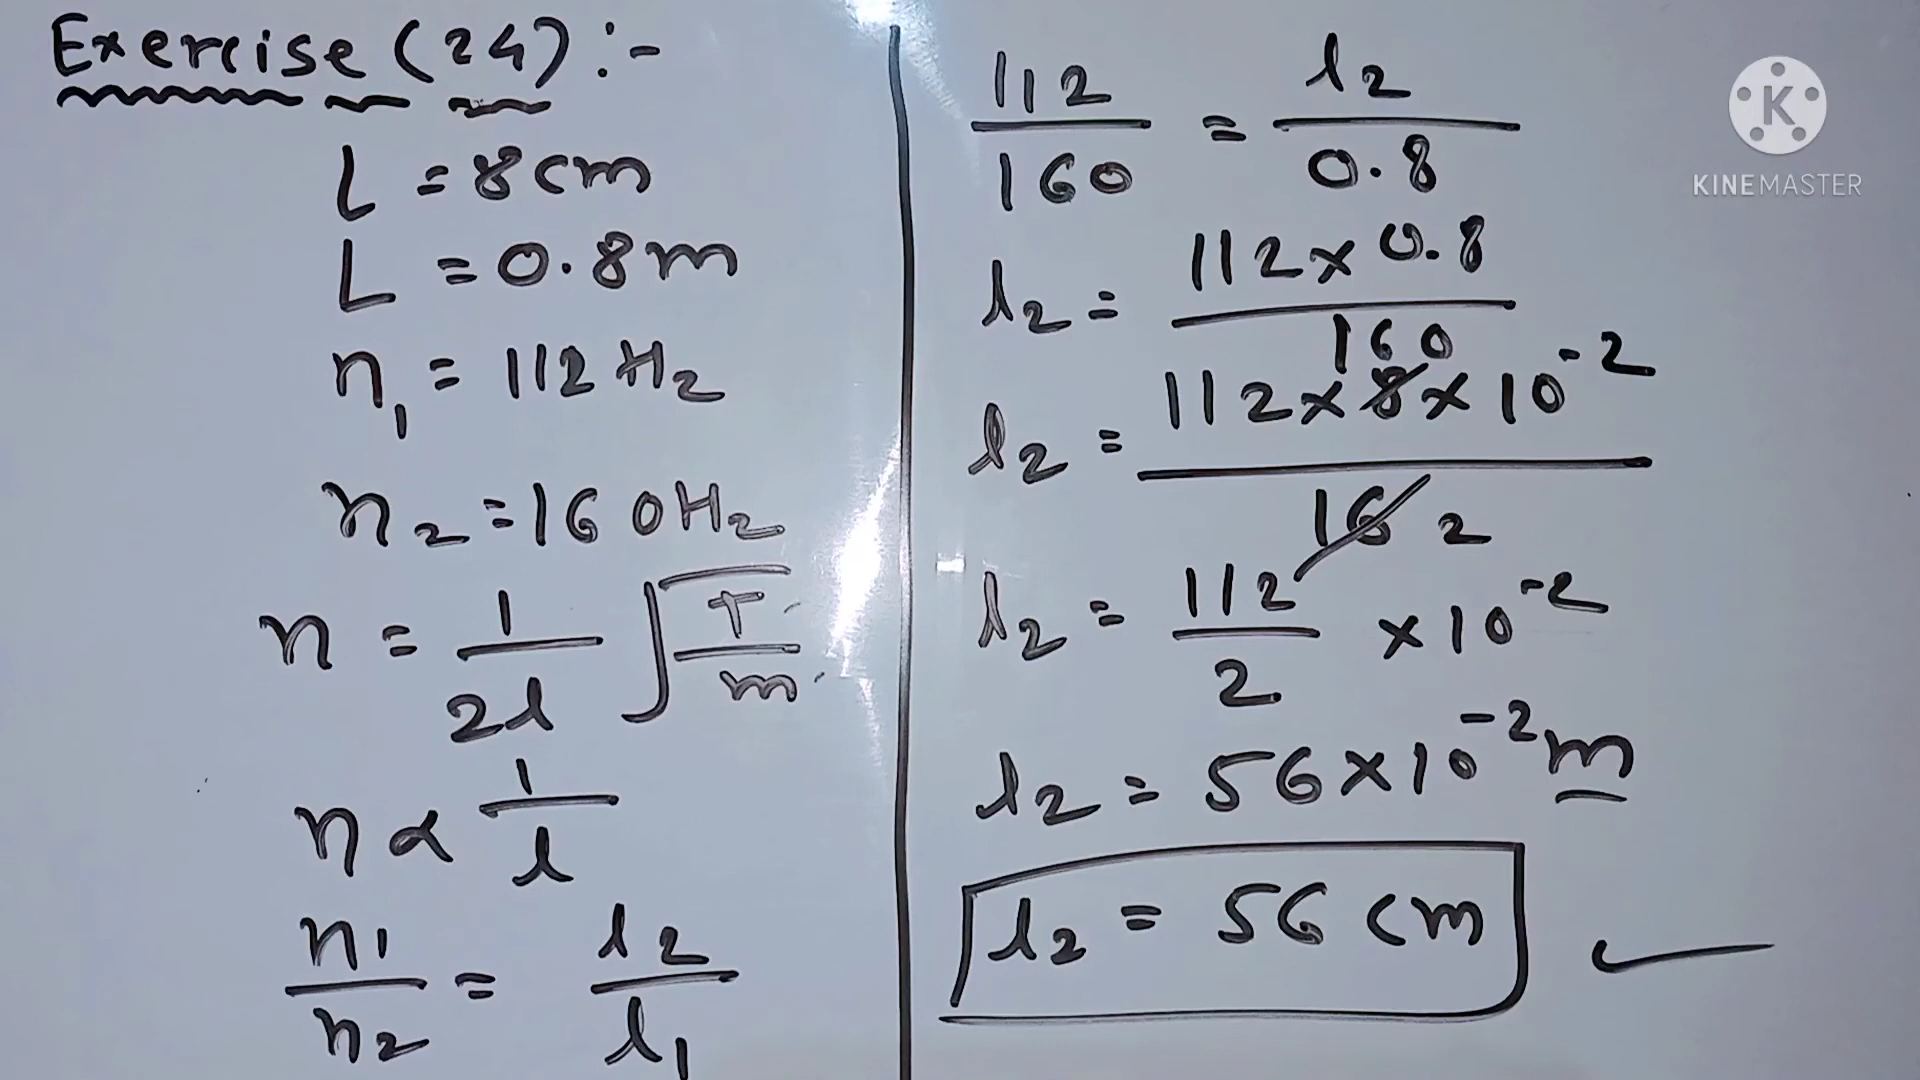 Exercise (24) :-
L = 8cm
L = 0.8m
n₁ = 112 Hz
n₂ = 160Hz
n = 1/2l √T/m
n ∝ 1/l
n₁/n₂ = l₂/l₁
112/160 = l₂/0.8
l₂ = 112 x 0.8/160
l₂ = 112 x 8 x 10⁻²/16 2
l₂ = 112/2 x 10⁻²
l₂ = 56 x 10⁻² m
l₂ = 56 cm
K
KINEMASTER